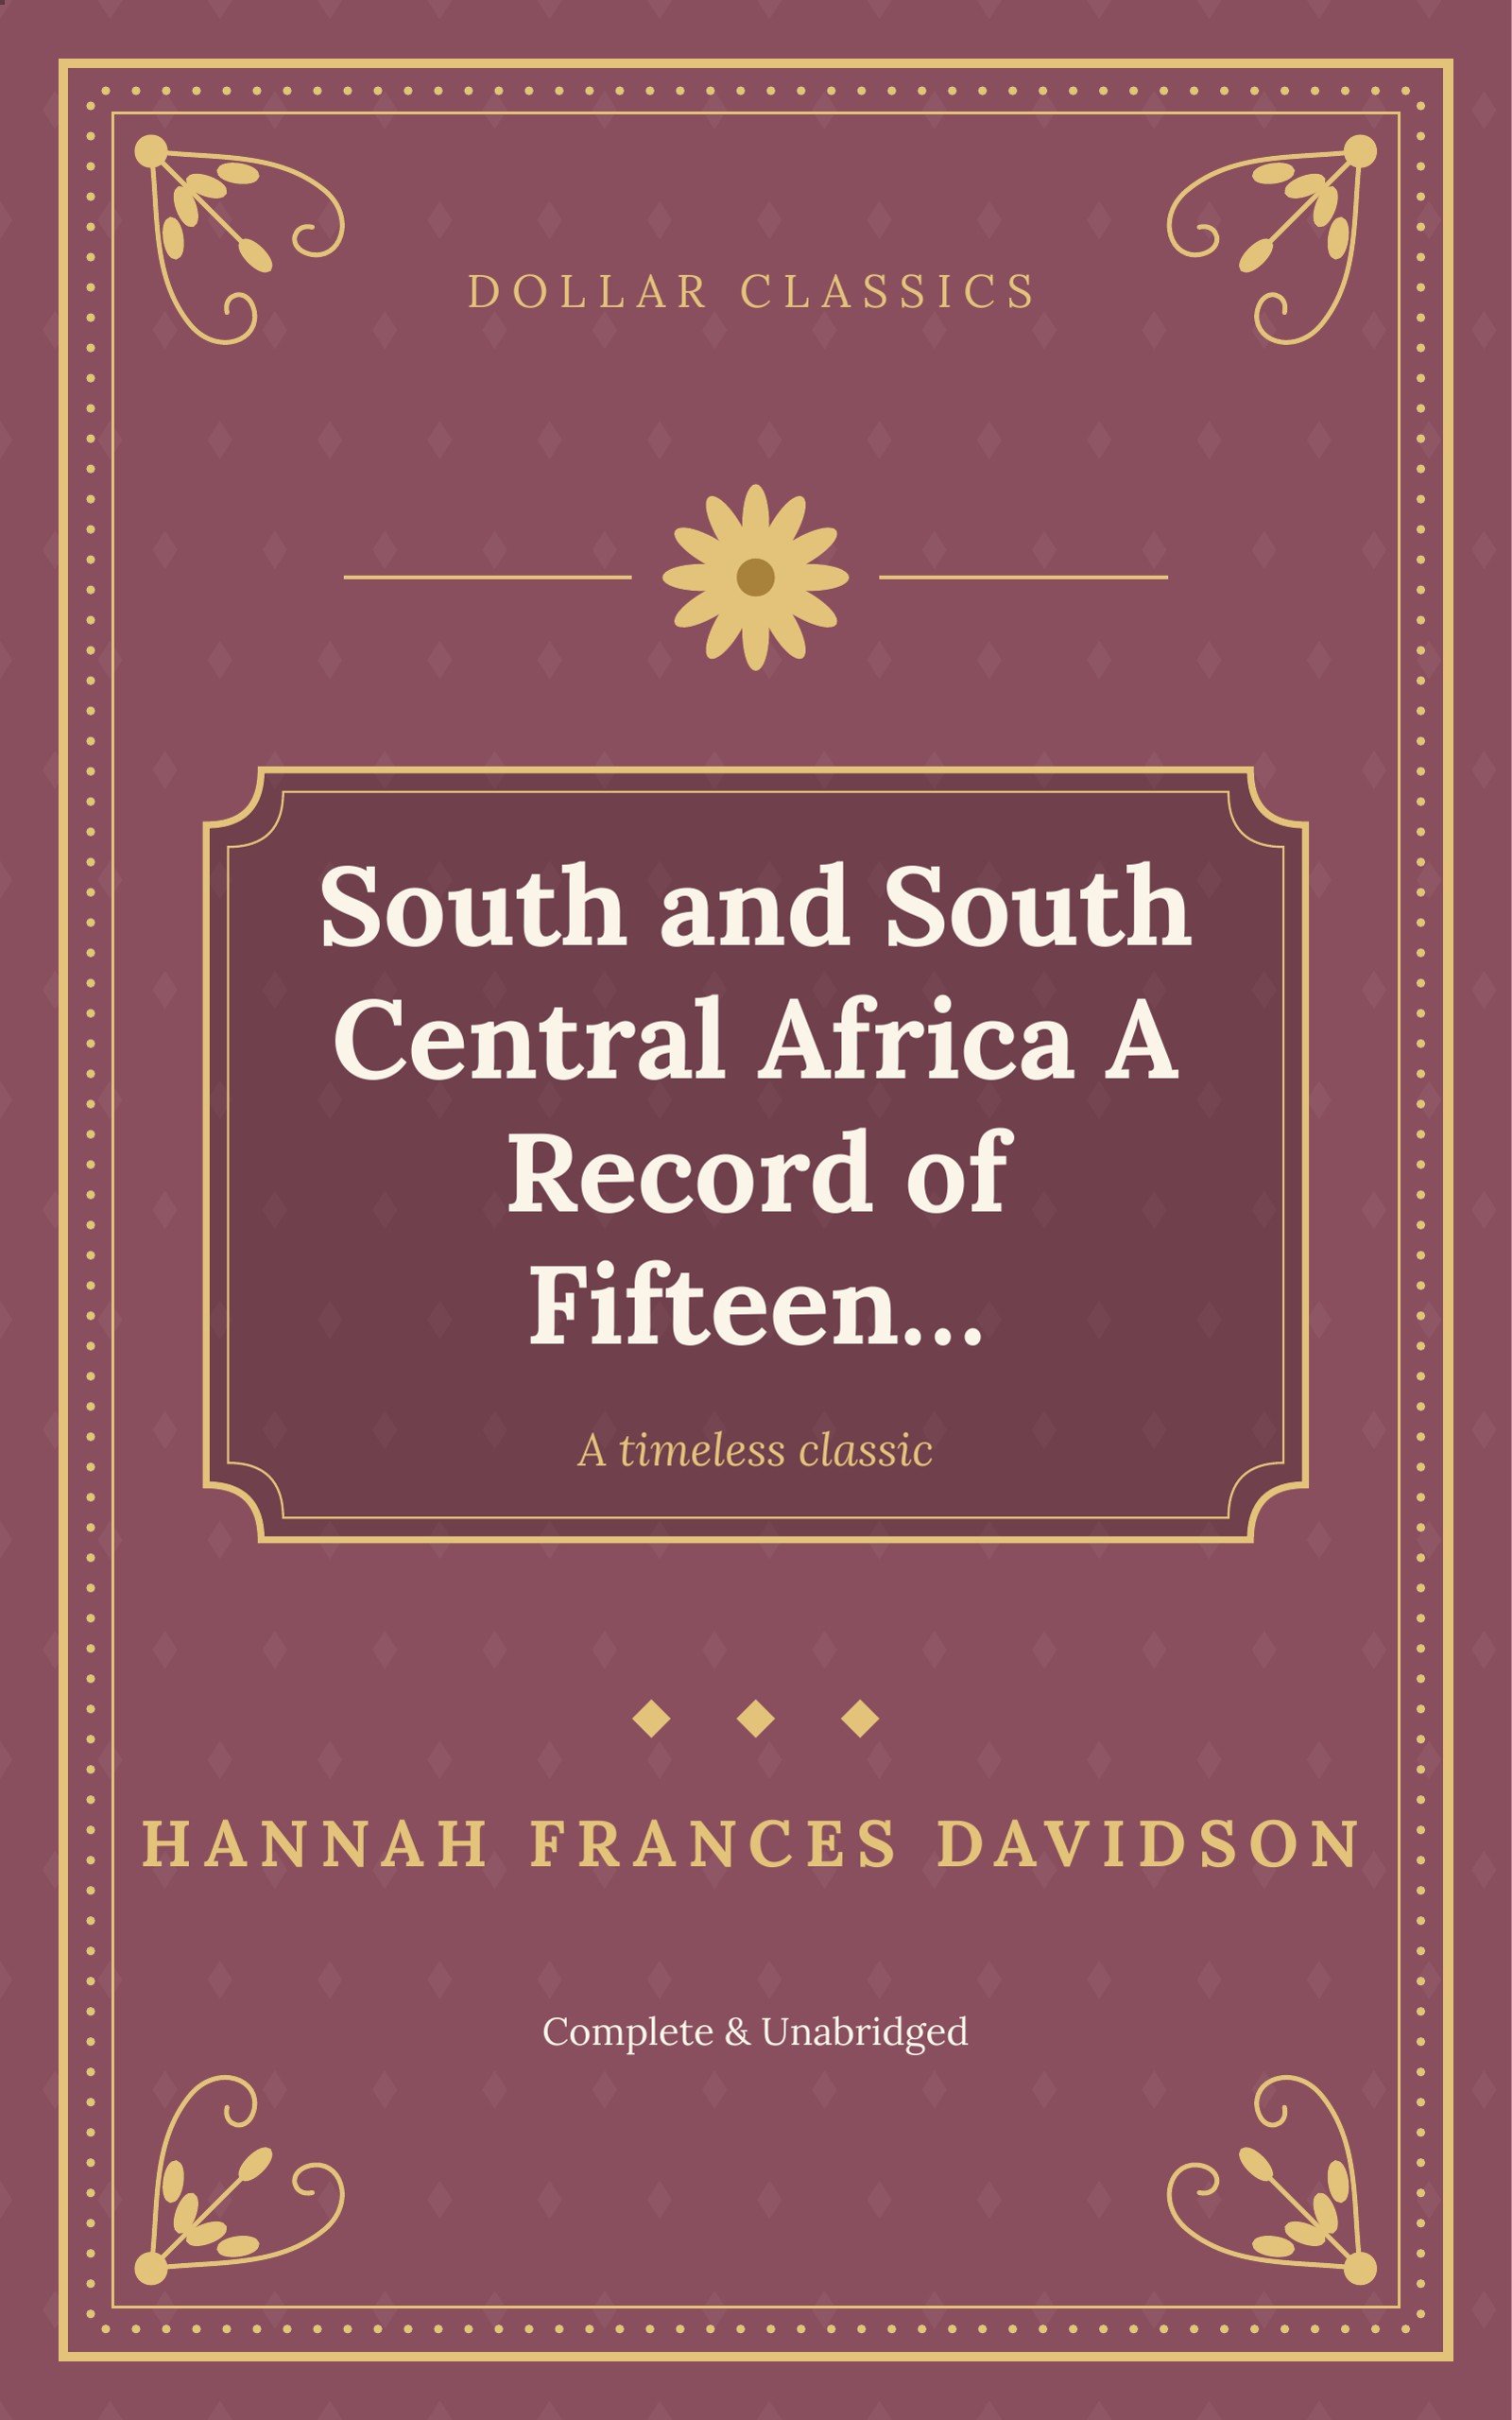 DOLLAR CLASSICS
South and South
Central Africa A
Record of
Fifteen...
A timeless classic
HANNAH FRANCES DAVIDSON
Complete & Unabridged